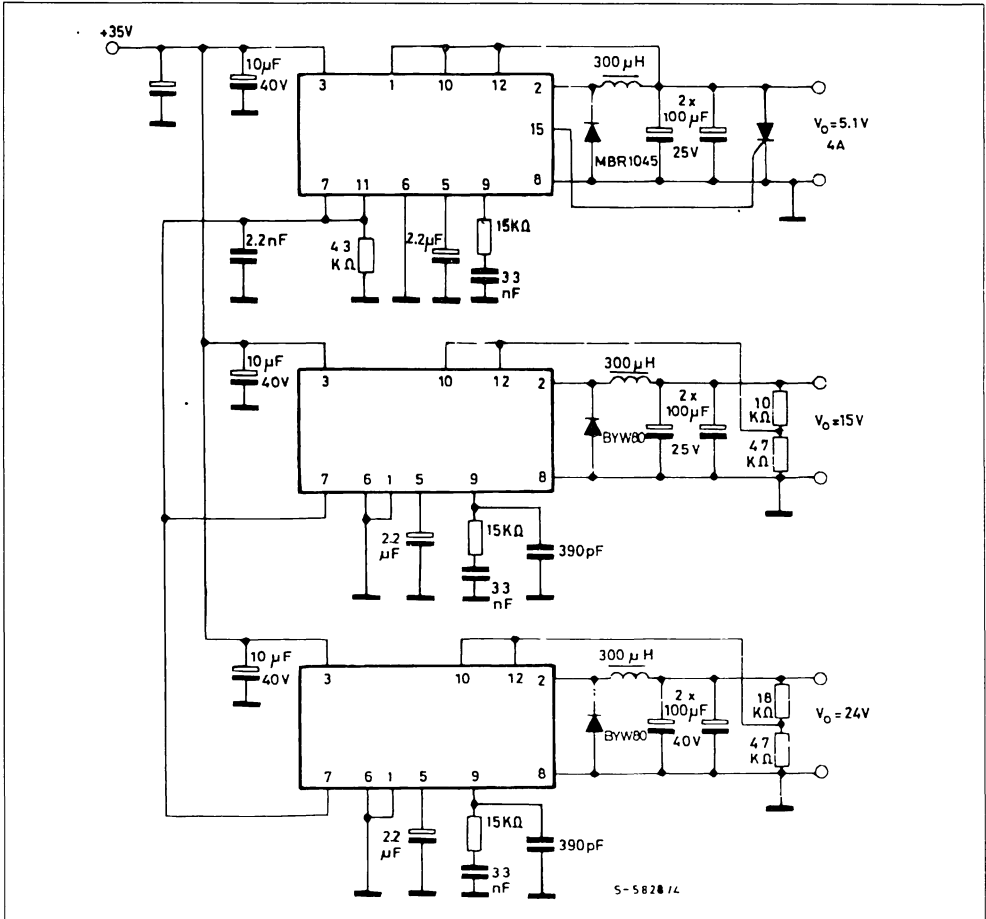 +35V
10µF
40V
3
1
10
12
2
15
8
7
11
6
5
9
300µH
MBR1045
2x
100µF
25V
V₀=5.1V
4A
2.2nF
43
KΩ
2.2µF
15KΩ
33
nF
10µF
40V
3
10
12
2
8
7
6
1
5
9
300µH
BYW80
2x
100µF
25V
10
KΩ
47
KΩ
V₀=15V
2.2
µF
15KΩ
33
nF
390pF
10µF
40V
3
10
12
2
8
7
6
1
5
9
300µH
BYW80
2x
100µF
40V
18
KΩ
47
KΩ
V₀=24V
2.2
µF
15KΩ
33
nF
390pF
S-5828/4